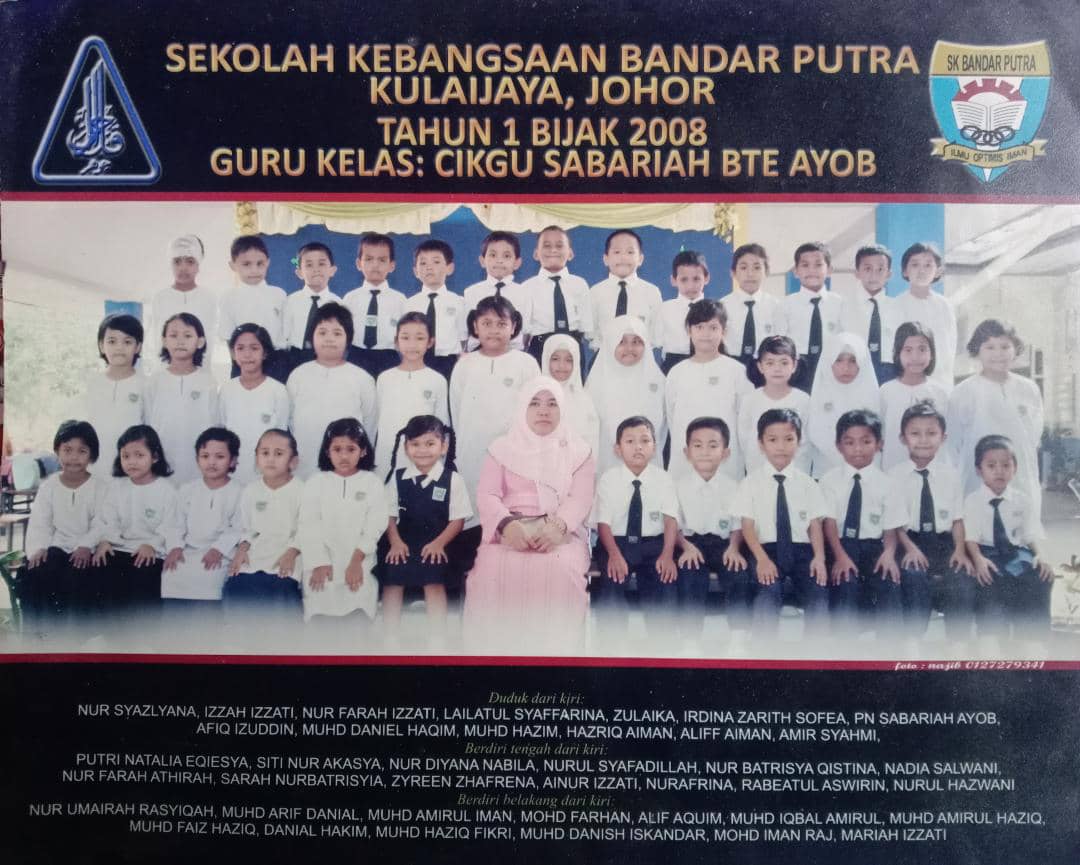 SEKOLAH KEBANGSAAN BANDAR PUTRA
KULAIJAYA, JOHOR
TAHUN 1 BIJAK 2008
GURU KELAS: CIKGU SABARIAH BTE AYOB
SK BANDAR PUTRA
ILMU OPTIMIS IMAN
foto : najib 0127279341
Duduk dari kiri:
NUR SYAZLYANA, IZZAH IZZATI, NUR FARAH IZZATI, LAILATUL SYAFFARINA, ZULAIKA, IRDINA ZARITH SOFEA, PN SABARIAH AYOB,
AFIQ IZUDDIN, MUHD DANIEL HAQIM, MUHD HAZIM, HAZRIQ AIMAN, ALIFF AIMAN, AMIR SYAHMI,
Berdiri tengah dari kiri:
PUTRI NATALIA EQIESYA, SITI NUR AKASYA, NUR DIYANA NABILA, NURUL SYAFADILLAH, NUR BATRISYA QISTINA, NADIA SALWANI,
NUR FARAH ATHIRAH, SARAH NURBATRISYIA, ZYREEN ZHAFRENA, AINUR IZZATI, NURAFRINA, RABEATUL ASWIRIN, NURUL HAZWANI
Berdiri belakang dari kiri:
NUR UMAIRAH RASYIQAH, MUHD ARIF DANIAL, MUHD AMIRUL IMAN, MOHD FARHAN, ALIF AQUIM, MUHD IQBAL AMIRUL, MUHD AMIRUL HAZIQ,
MUHD FAIZ HAZIQ, DANIAL HAKIM, MUHD HAZIQ FIKRI, MUHD DANISH ISKANDAR, MOHD IMAN RAJ, MARIAH IZZATI